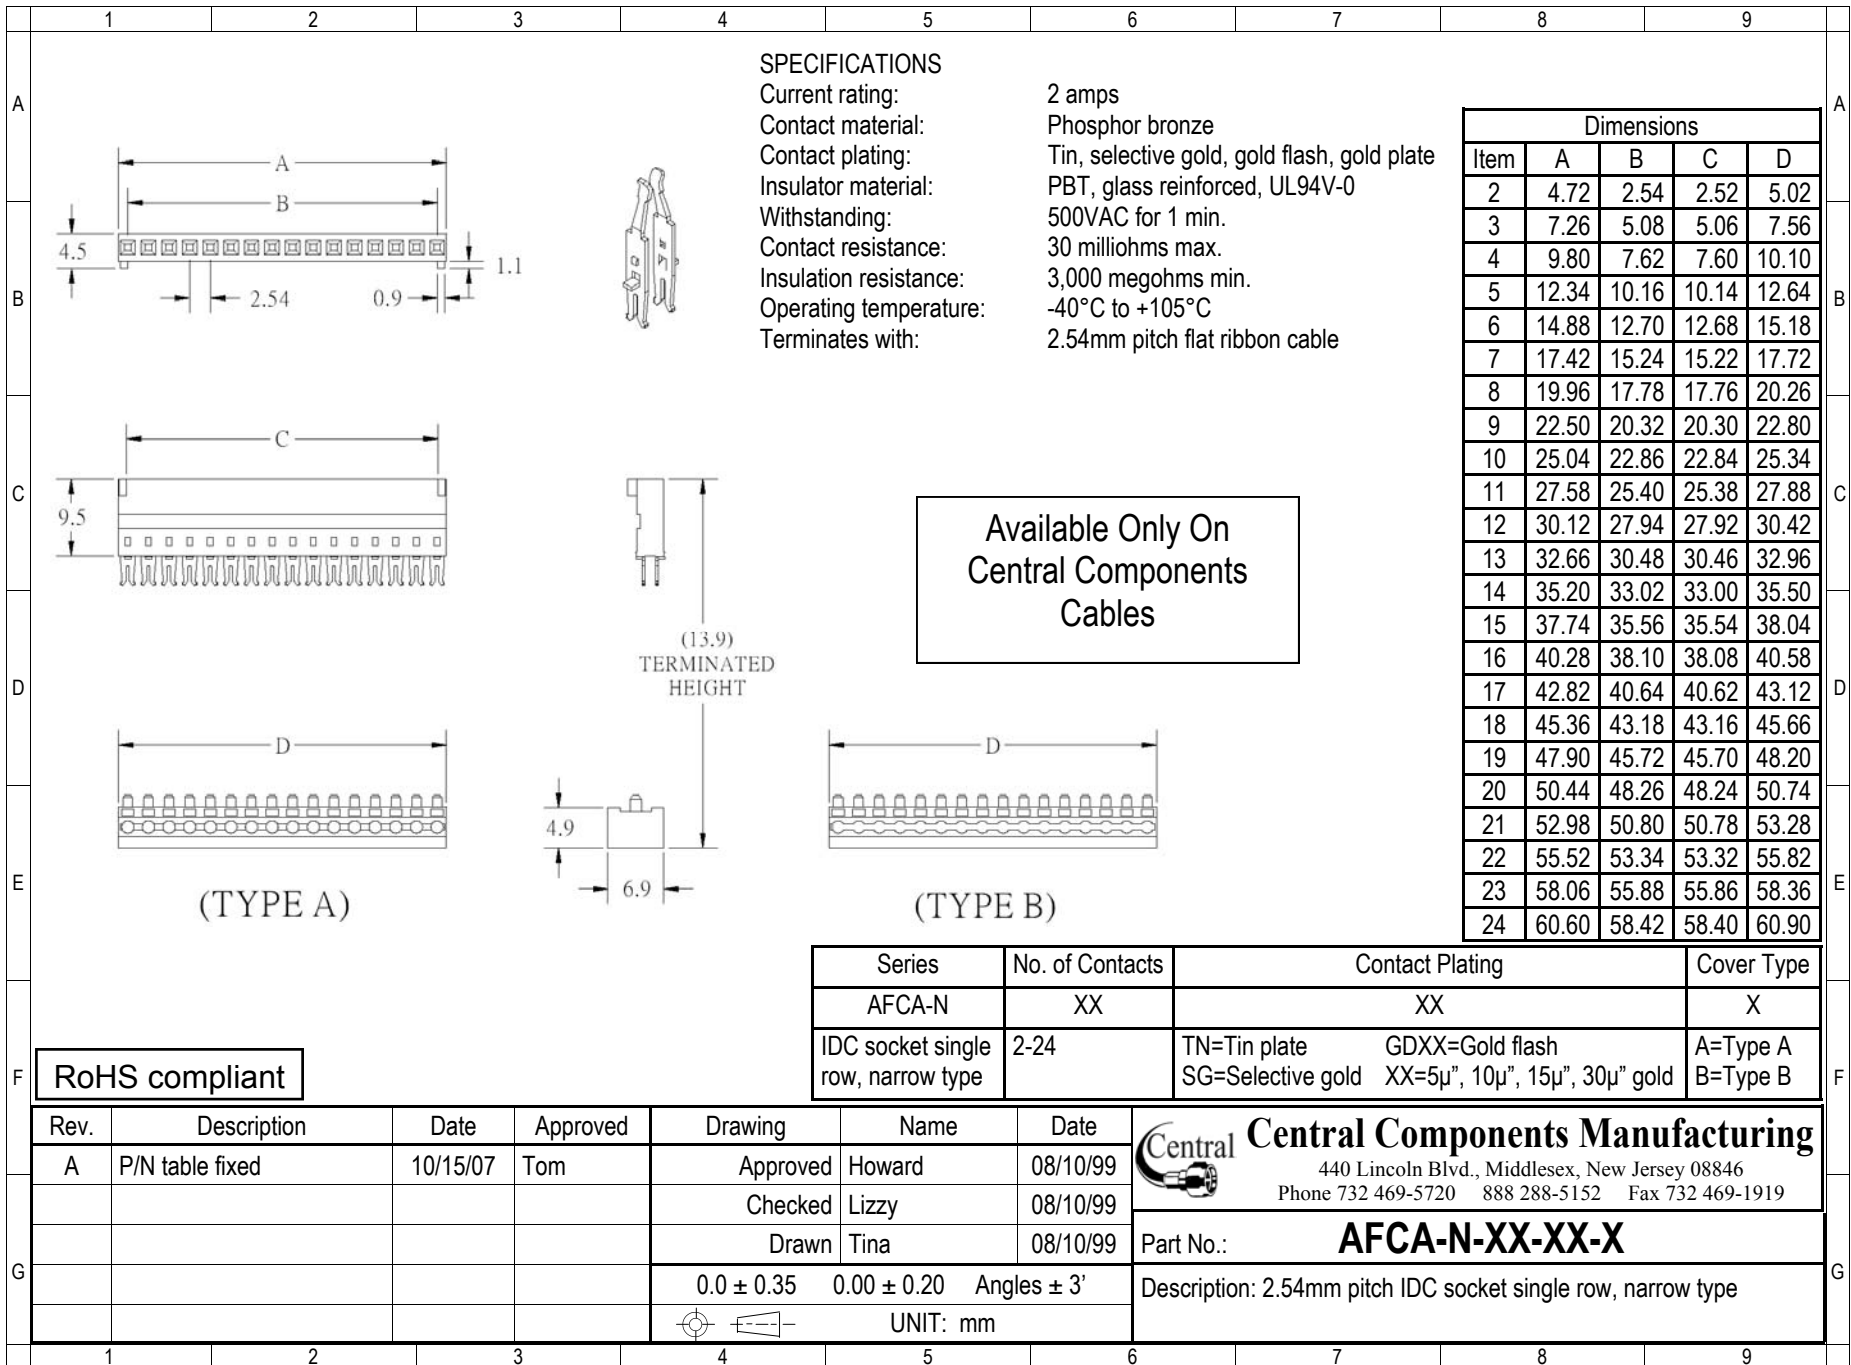 1 2 3 4 5 6 7 8 9
A
B
C
D
E
F
G
A
B
C
D
E
F
G
SPECIFICATIONS
Current rating: 2 amps
Contact material: Phosphor bronze
Contact plating: Tin, selective gold, gold flash, gold plate
Insulator material: PBT, glass reinforced, UL94V-0
Withstanding: 500VAC for 1 min.
Contact resistance: 30 milliohms max.
Insulation resistance: 3,000 megohms min.
Operating temperature: -40°C to +105°C
Terminates with: 2.54mm pitch flat ribbon cable
A
B
4.5
1.1
2.54
0.9
C
9.5
(13.9)
TERMINATED
HEIGHT
D
(TYPE A)
4.9
6.9
D
(TYPE B)
Available Only On
Central Components
Cables
Dimensions
Item A B C D
2 4.72 2.54 2.52 5.02
3 7.26 5.08 5.06 7.56
4 9.80 7.62 7.60 10.10
5 12.34 10.16 10.14 12.64
6 14.88 12.70 12.68 15.18
7 17.42 15.24 15.22 17.72
8 19.96 17.78 17.76 20.26
9 22.50 20.32 20.30 22.80
10 25.04 22.86 22.84 25.34
11 27.58 25.40 25.38 27.88
12 30.12 27.94 27.92 30.42
13 32.66 30.48 30.46 32.96
14 35.20 33.02 33.00 35.50
15 37.74 35.56 35.54 38.04
16 40.28 38.10 38.08 40.58
17 42.82 40.64 40.62 43.12
18 45.36 43.18 43.16 45.66
19 47.90 45.72 45.70 48.20
20 50.44 48.26 48.24 50.74
21 52.98 50.80 50.78 53.28
22 55.52 53.34 53.32 55.82
23 58.06 55.88 55.86 58.36
24 60.60 58.42 58.40 60.90
Series No. of Contacts Contact Plating Cover Type
AFCA-N XX XX X
IDC socket single 2-24 TN=Tin plate GDXX=Gold flash A=Type A
row, narrow type SG=Selective gold XX=5µ”, 10µ”, 15µ”, 30µ” gold B=Type B
RoHS compliant
Rev. Description Date Approved
A P/N table fixed 10/15/07 Tom
Drawing Name Date
Approved Howard 08/10/99
Checked Lizzy 08/10/99
Drawn Tina 08/10/99
0.0 ± 0.35 0.00 ± 0.20 Angles ± 3’
UNIT: mm
Central
Central Components Manufacturing
440 Lincoln Blvd., Middlesex, New Jersey 08846
Phone 732 469-5720 888 288-5152 Fax 732 469-1919
Part No.: AFCA-N-XX-XX-X
Description: 2.54mm pitch IDC socket single row, narrow type
1 2 3 4 5 6 7 8 9